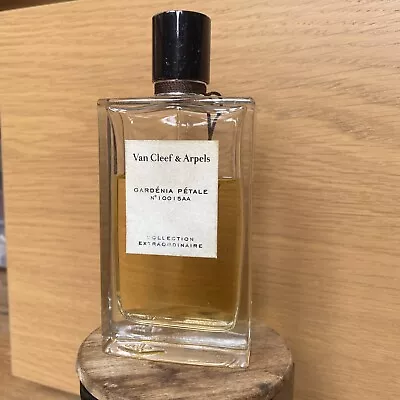 Van Cleef & Arpels
GARDÉNIA PÉTALE
N°10015AA
COLLECTION
EXTRAORDINAIRE